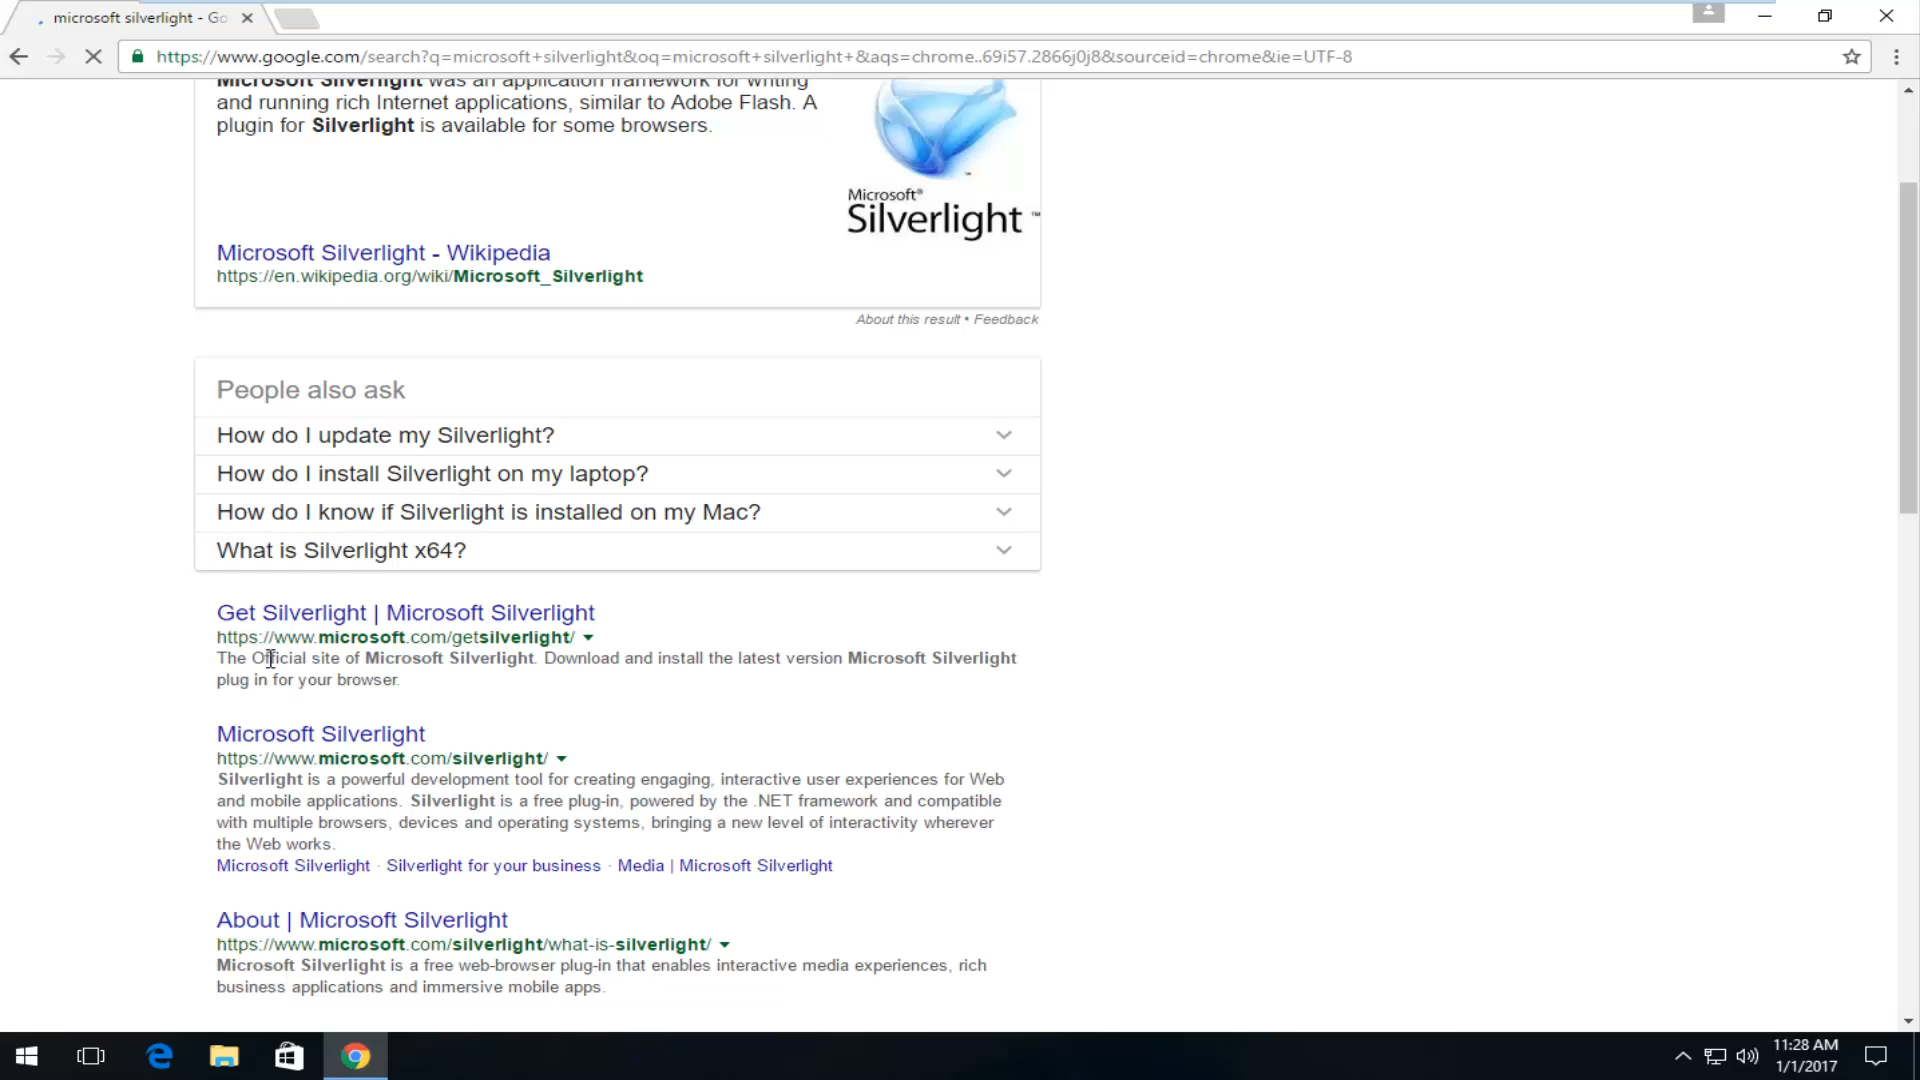 microsoft silverlight - Go
https://www.google.com/search?q=microsoft+silverlight&oq=microsoft+silverlight+&aqs=chrome..69i57.2866j0j8&sourceid=chrome&ie=UTF-8
Microsoft Silverlight was an application framework for writing
and running rich Internet applications, similar to Adobe Flash. A
plugin for Silverlight is available for some browsers.
Microsoft®
Silverlight™
Microsoft Silverlight - Wikipedia
https://en.wikipedia.org/wiki/Microsoft_Silverlight
About this result • Feedback
People also ask
How do I update my Silverlight?
How do I install Silverlight on my laptop?
How do I know if Silverlight is installed on my Mac?
What is Silverlight x64?
Get Silverlight | Microsoft Silverlight
https://www.microsoft.com/getsilverlight/
The Official site of Microsoft Silverlight. Download and install the latest version Microsoft Silverlight
plug in for your browser.
Microsoft Silverlight
https://www.microsoft.com/silverlight/
Silverlight is a powerful development tool for creating engaging, interactive user experiences for Web
and mobile applications. Silverlight is a free plug-in, powered by the .NET framework and compatible
with multiple browsers, devices and operating systems, bringing a new level of interactivity wherever
the Web works.
Microsoft Silverlight · Silverlight for your business · Media | Microsoft Silverlight
About | Microsoft Silverlight
https://www.microsoft.com/silverlight/what-is-silverlight/
Microsoft Silverlight is a free web-browser plug-in that enables interactive media experiences, rich
business applications and immersive mobile apps.
11:28 AM
1/1/2017